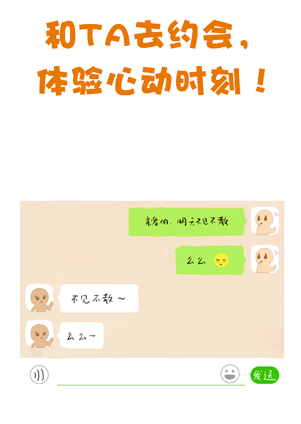 和TA去约会，
体验心动时刻！
亲爱的，明天不见不散
么么
不见不散～
么么~
发送